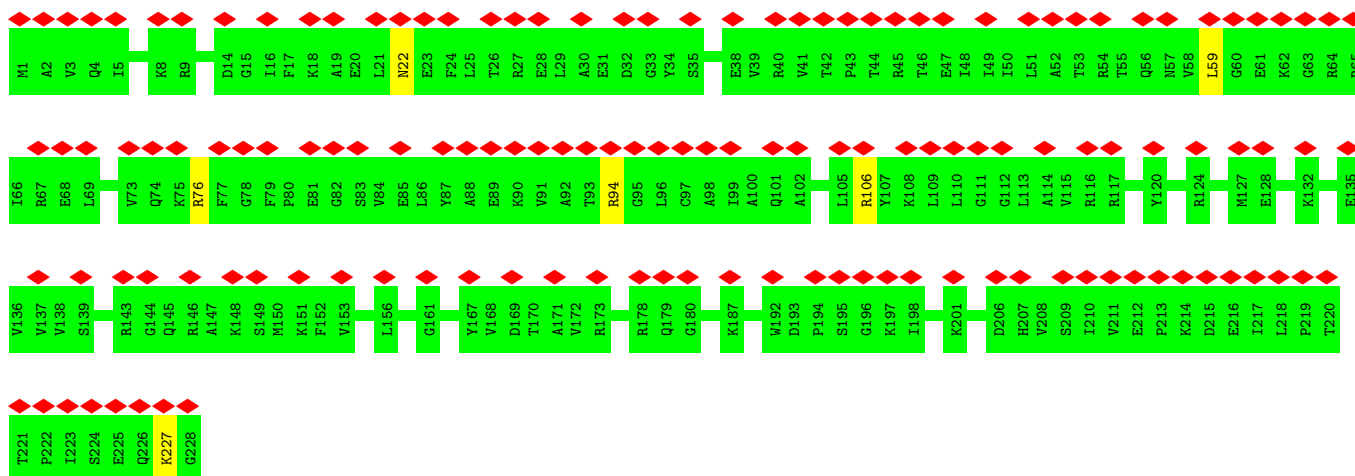 M1 A2 V3 Q4 I5 K8 R9 D14 G15 I16 F17 K18 A19 E20 L21 N22 E23 F24 L25 T26 R27 E28 L29 A30 E31 D32 G33 Y34 S35 E38 V39 R40 V41 T42 P43 T44 R45 T46 E47 I48 I49 I50 L51 A52 T53 R54 T55 Q56 N57 V58 L59 G60 E61 K62 G63 R64 R65
I66 R67 E68 L69 V73 Q74 K75 R76 F77 G78 F79 P80 E81 G82 S83 V84 E85 L86 Y87 A88 E89 K90 V91 A92 T93 R94 G95 L96 C97 A98 I99 A100 Q101 A102 L105 R106 Y107 K108 L109 L110 G111 G112 L113 A114 V115 R116 R117 Y120 R124 M127 E128 K132 E135
V136 V137 V138 S139 R143 G144 Q145 R146 A147 K148 S149 M150 K151 F152 V153 L156 G161 Y167 V168 D169 T170 A171 V172 R173 R178 Q179 G180 K187 W192 D193 P194 S195 G196 K197 I198 K201 D206 H207 V208 S209 I210 V211 E212 P213 K214 D215 E216 I217 L218 P219 T220
T221 P222 I223 S224 E225 Q226 K227 G228